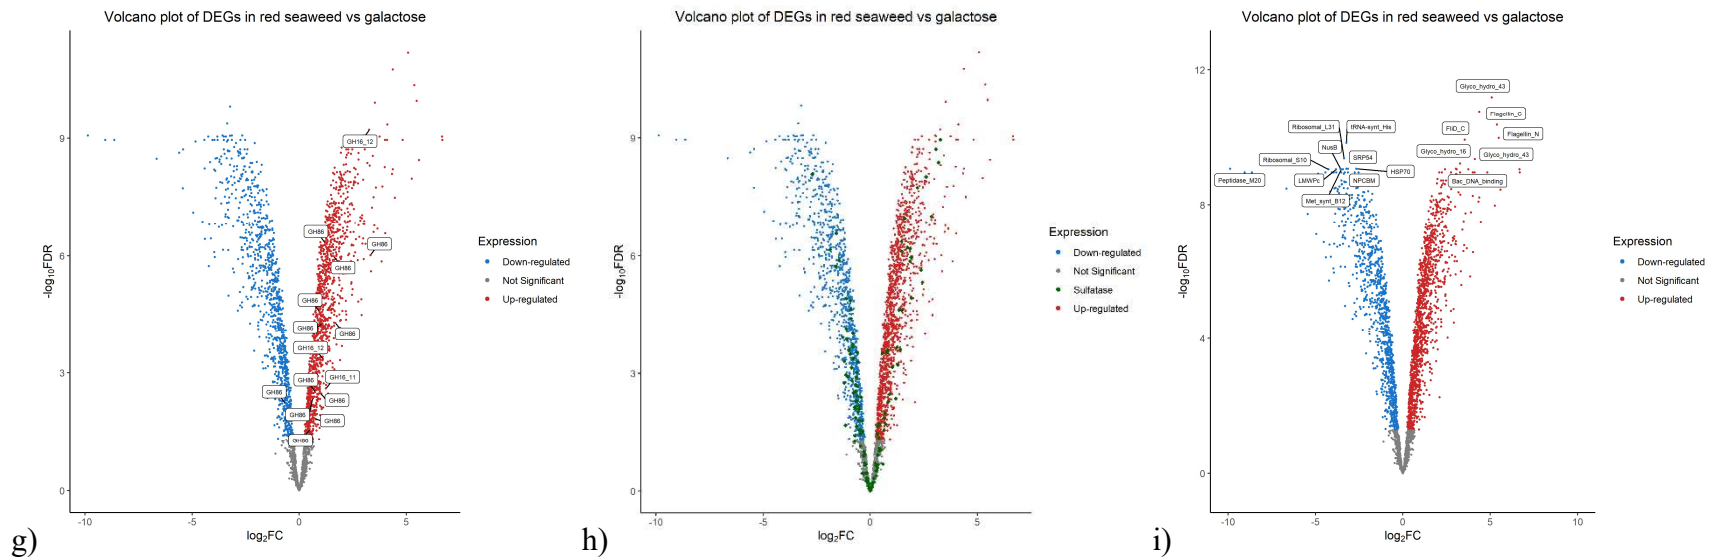 Volcano plot of DEGs in red seaweed vs galactose
GH16_12
GH86
GH86
GH86
GH86
GH86
GH86
GH16_12
GH86
GH16_11
GH86
GH86
GH86
GH86
GH86
9
6
3
0
-log10FDR
-10
-5
0
5
log2FC
Expression
Down-regulated
Not Significant
Up-regulated
g)
Volcano plot of DEGs in red seaweed vs galactose
9
6
3
0
-log10FDR
-10
-5
0
5
log2FC
Expression
Down-regulated
Not Significant
Sulfatase
Up-regulated
h)
Volcano plot of DEGs in red seaweed vs galactose
Glyco_hydro_43
Flagellin_C
Ribosomal_L31
tRNA-synt_His
FliD_C
Flagellin_N
NusB
Glyco_hydro_16
Glyco_hydro_43
Ribosomal_S10
SRP54
HSP70
Peptidase_M20
LMWPc
NPCBM
Bac_DNA_binding
Met_synt_B12
12
8
4
0
-log10FDR
-10
-5
0
5
10
log2FC
Expression
Down-regulated
Not Significant
Up-regulated
i)